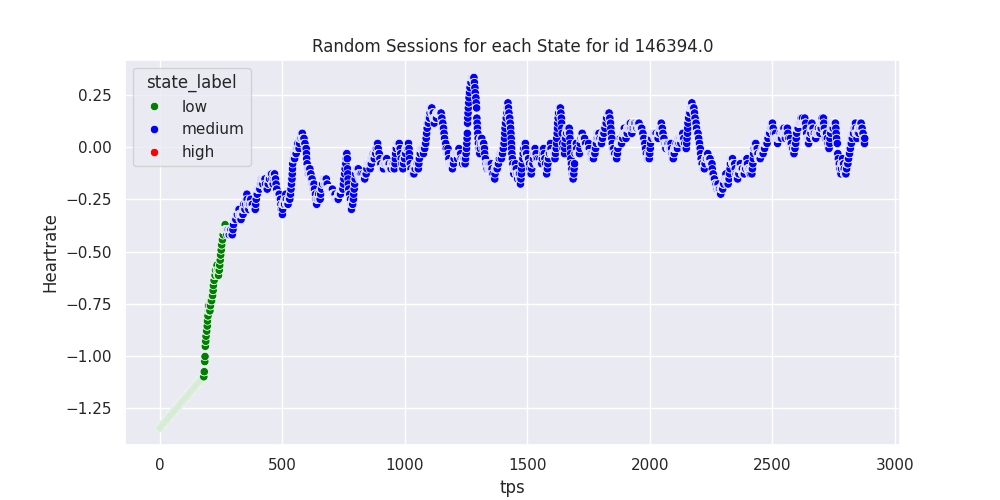 Random Sessions for each State for id 146394.0
state_label
low
medium
high
0.25
0.00
−0.25
−0.50
−0.75
−1.00
−1.25
Heartrate
0
500
1000
1500
2000
2500
3000
tps